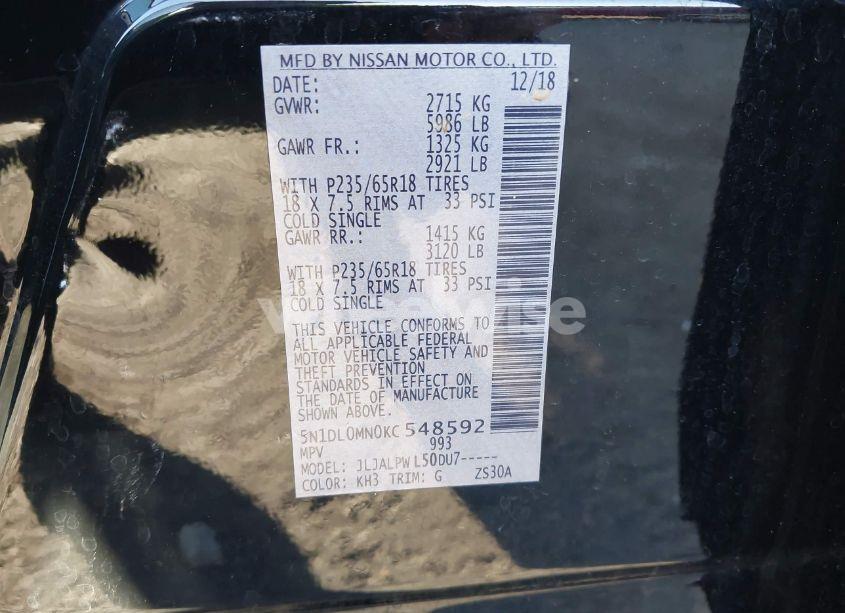 MFD BY NISSAN MOTOR CO., LTD.
DATE: 12/18
GVWR: 2715 KG
5986 LB
GAWR FR.: 1325 KG
2921 LB
WITH P235/65R18 TIRES
18 X 7.5 RIMS AT 33 PSI
COLD SINGLE
GAWR RR.: 1415 KG
3120 LB
WITH P235/65R18 TIRES
18 X 7.5 RIMS AT 33 PSI
COLD SINGLE
THIS VEHICLE CONFORMS TO
ALL APPLICABLE FEDERAL
MOTOR VEHICLE SAFETY AND
THEFT PREVENTION
STANDARDS IN EFFECT ON
THE DATE OF MANUFACTURE
SHOWN ABOVE.
5N1DL0MN0KC 548592
MPV 993
MODEL: JLJALPW L50DU7-----
COLOR: KH3 TRIM: G ZS30A